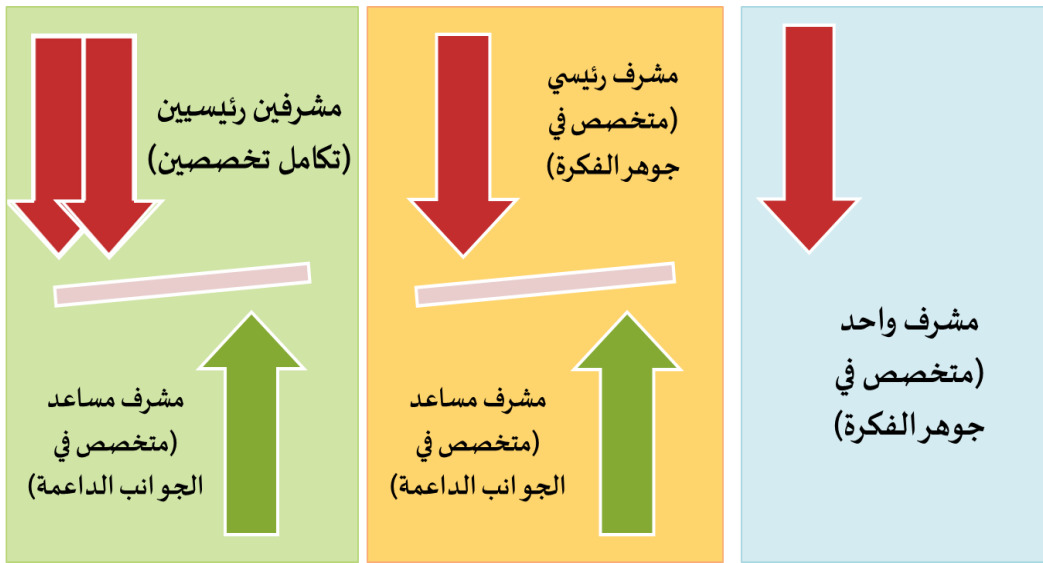 مشرف واحد
(متخصص في
جوهر الفكرة)
مشرف رئيسي
(متخصص في
جوهر الفكرة)
مشرف مساعد
(متخصص في
الجوانب الداعمة)
مشرفين رئيسيين
(تكامل تخصصين)
مشرف مساعد
(متخصص في
الجوانب الداعمة)